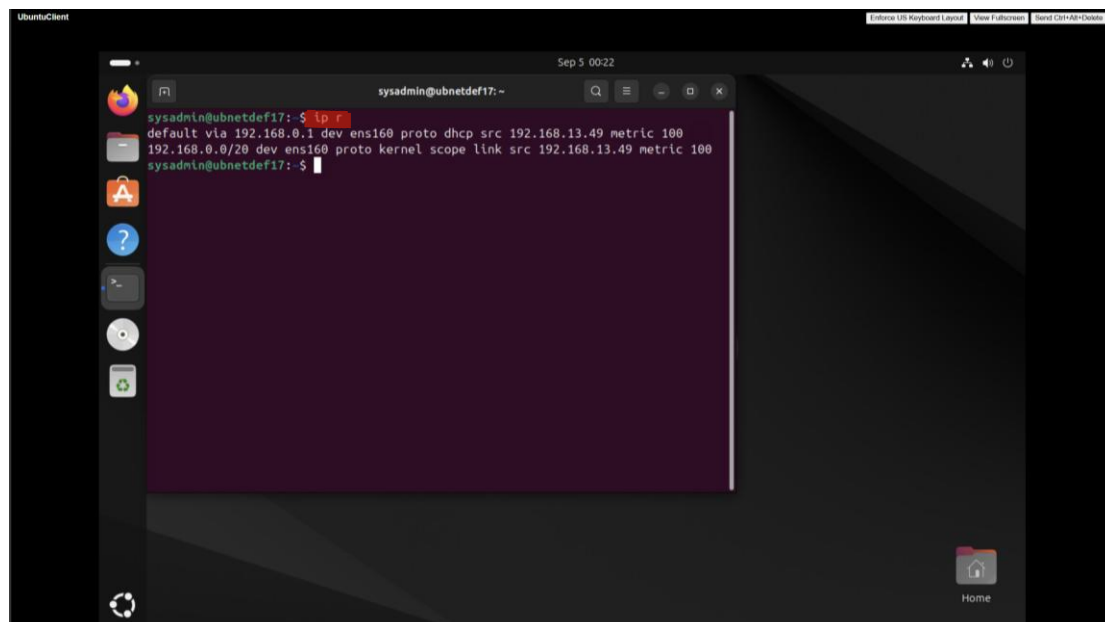 UbuntuClient
Enforce US Keyboard Layout View Fullscreen Send Ctrl+Alt+Delete
Sep 5 00:22
sysadmin@ubnetdef17: ~
sysadmin@ubnetdef17:~$ ip r
default via 192.168.0.1 dev ens160 proto dhcp src 192.168.13.49 metric 100
192.168.0.0/20 dev ens160 proto kernel scope link src 192.168.13.49 metric 100
sysadmin@ubnetdef17:~$
Home